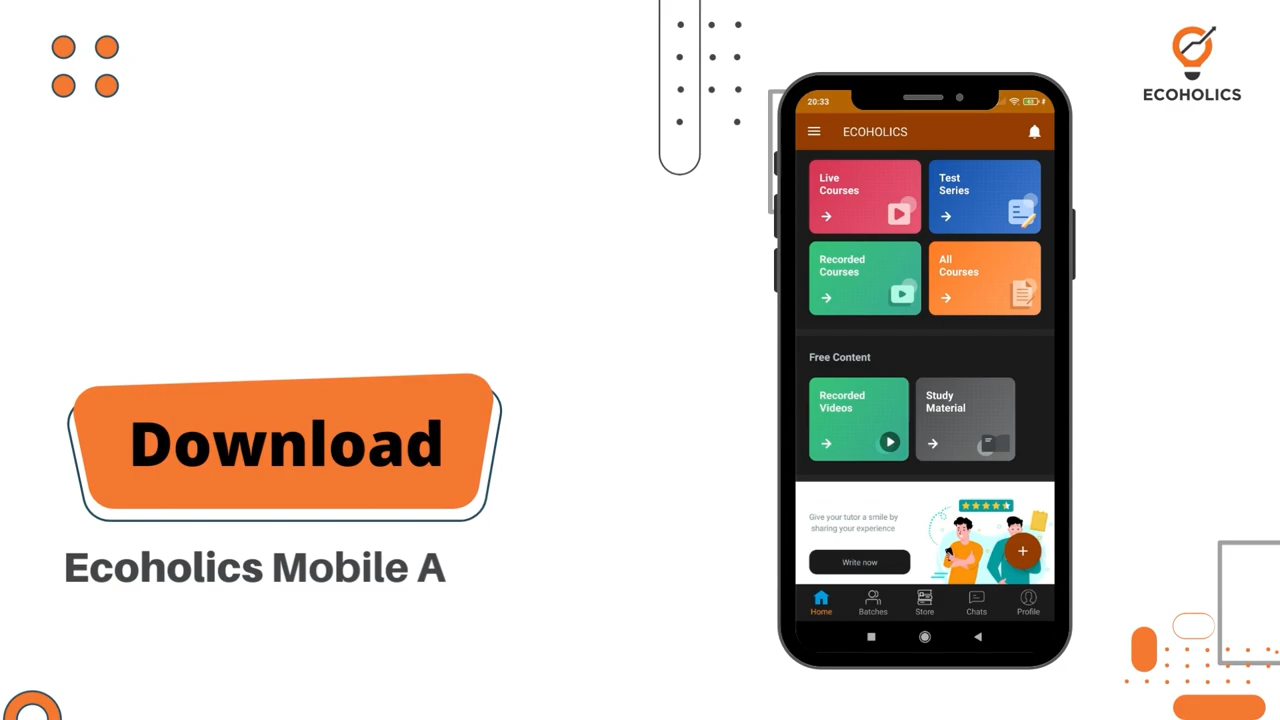 ECOHOLICS
20:33
ECOHOLICS
Live
Courses
Test
Series
Recorded
Courses
All
Courses
Free Content
Recorded
Videos
Study
Material
Give your tutor a smile by
sharing your experience
Write now
Home
Batches
Store
Chats
Profile
Download
Ecoholics Mobile A